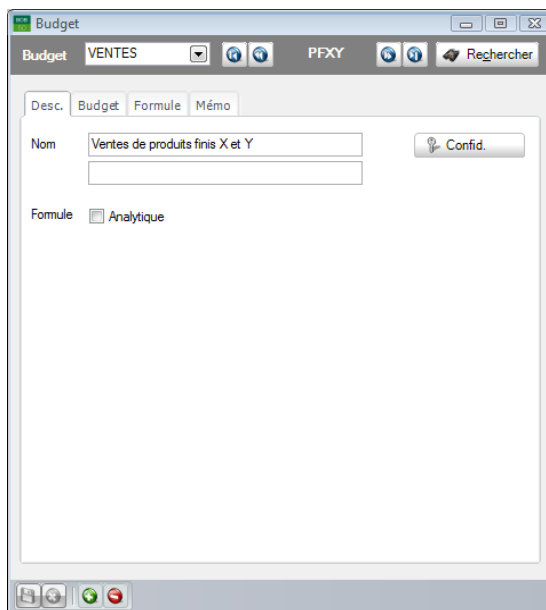 Budget
Budget VENTES PFXY Rechercher
Desc. Budget Formule Mémo
Nom Ventes de produits finis X et Y Confid.
Formule Analytique